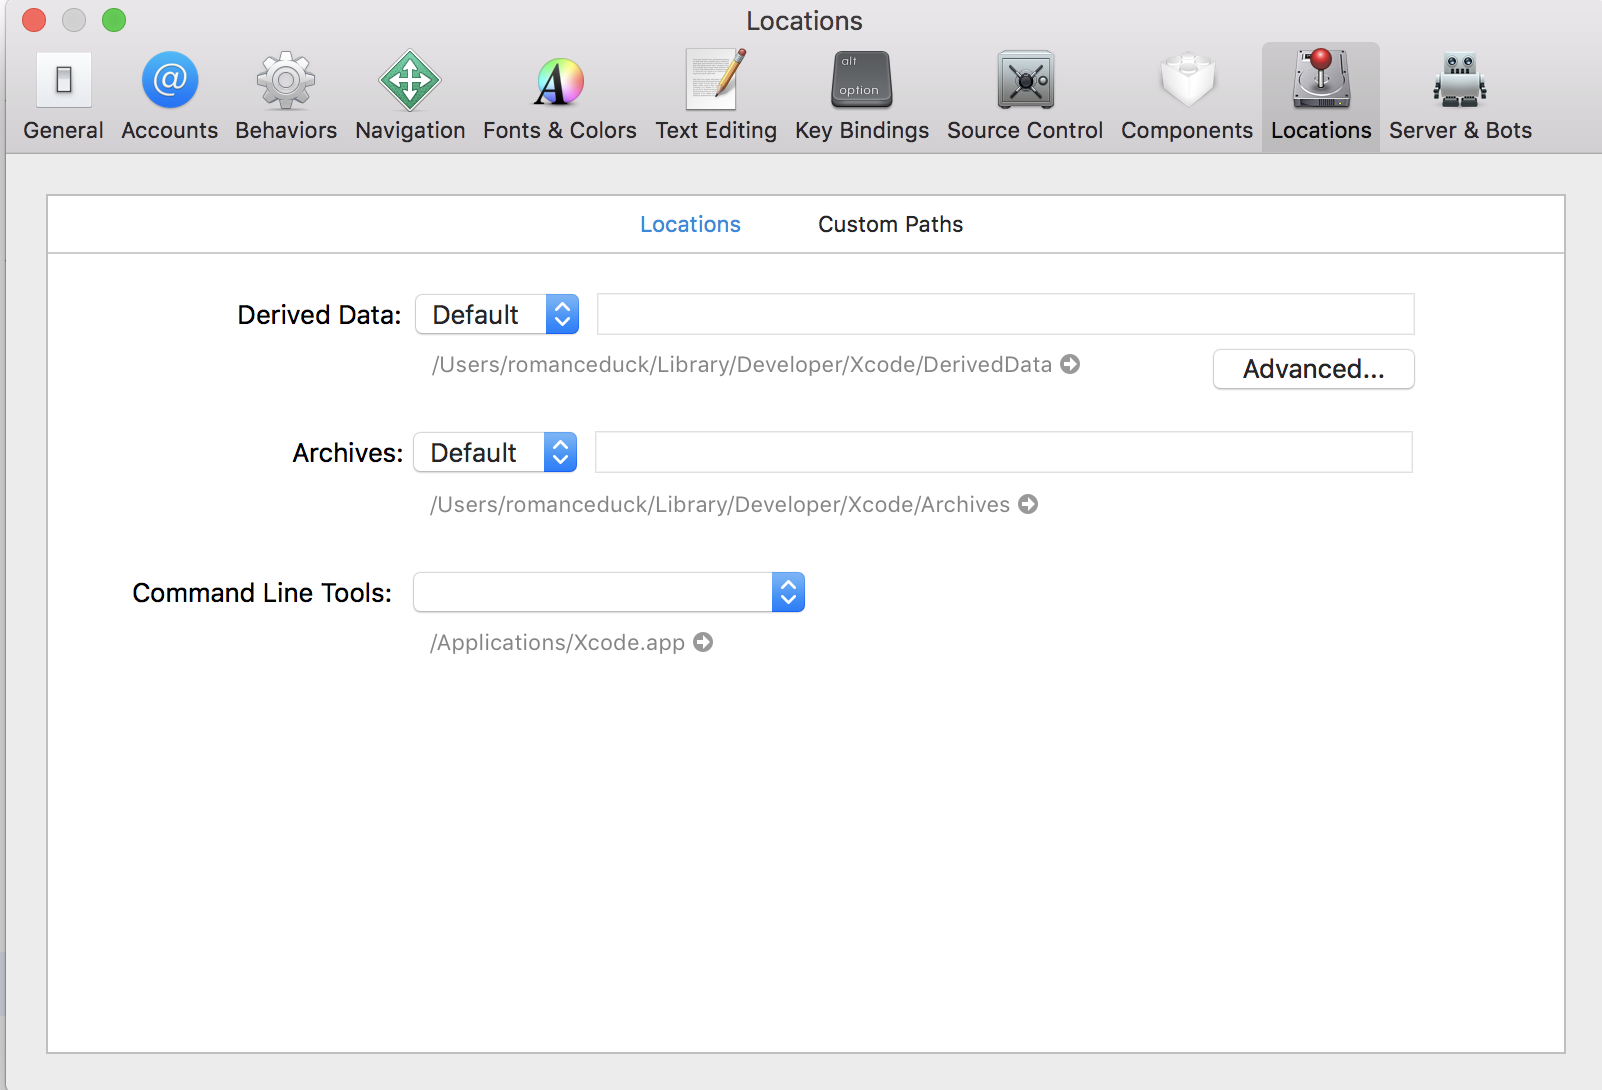 Locations
alt
option
General Accounts Behaviors Navigation Fonts & Colors Text Editing Key Bindings Source Control Components Locations Server & Bots
Locations Custom Paths
Derived Data: Default
/Users/romanceduck/Library/Developer/Xcode/DerivedData
Advanced...
Archives: Default
/Users/romanceduck/Library/Developer/Xcode/Archives
Command Line Tools:
/Applications/Xcode.app